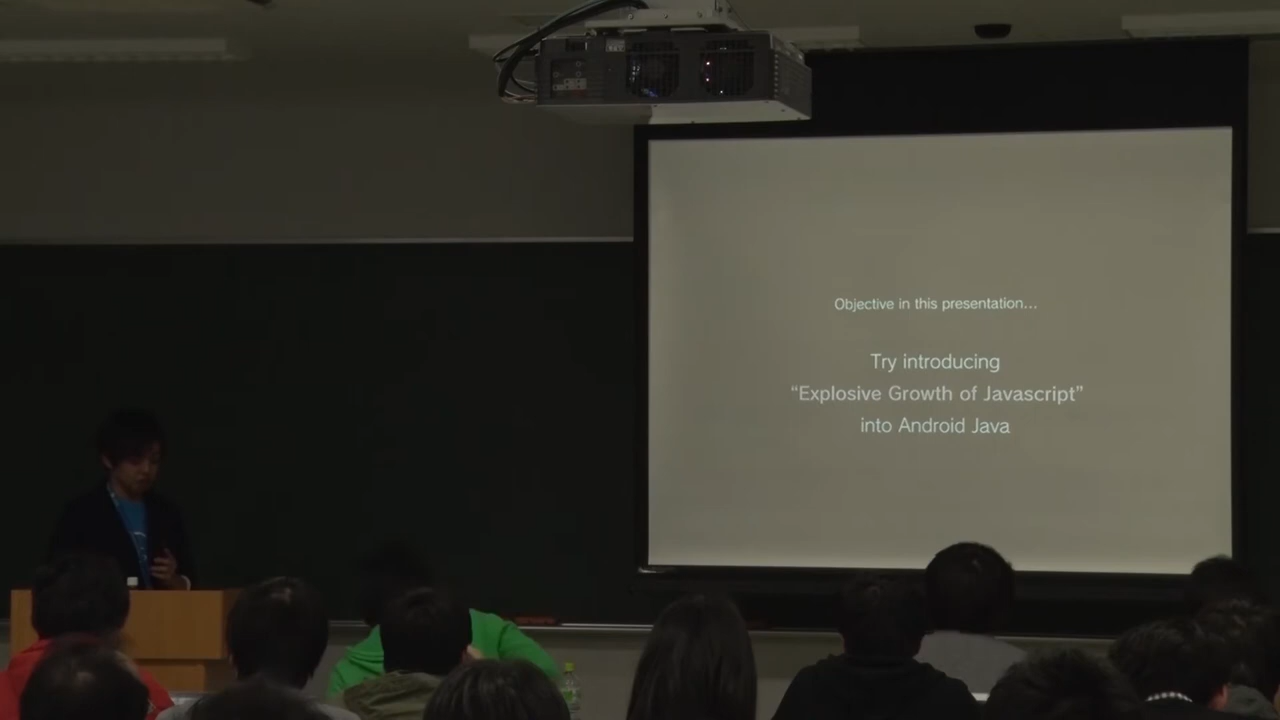 Objective in this presentation...
Try introducing
“Explosive Growth of Javascript”
into Android Java